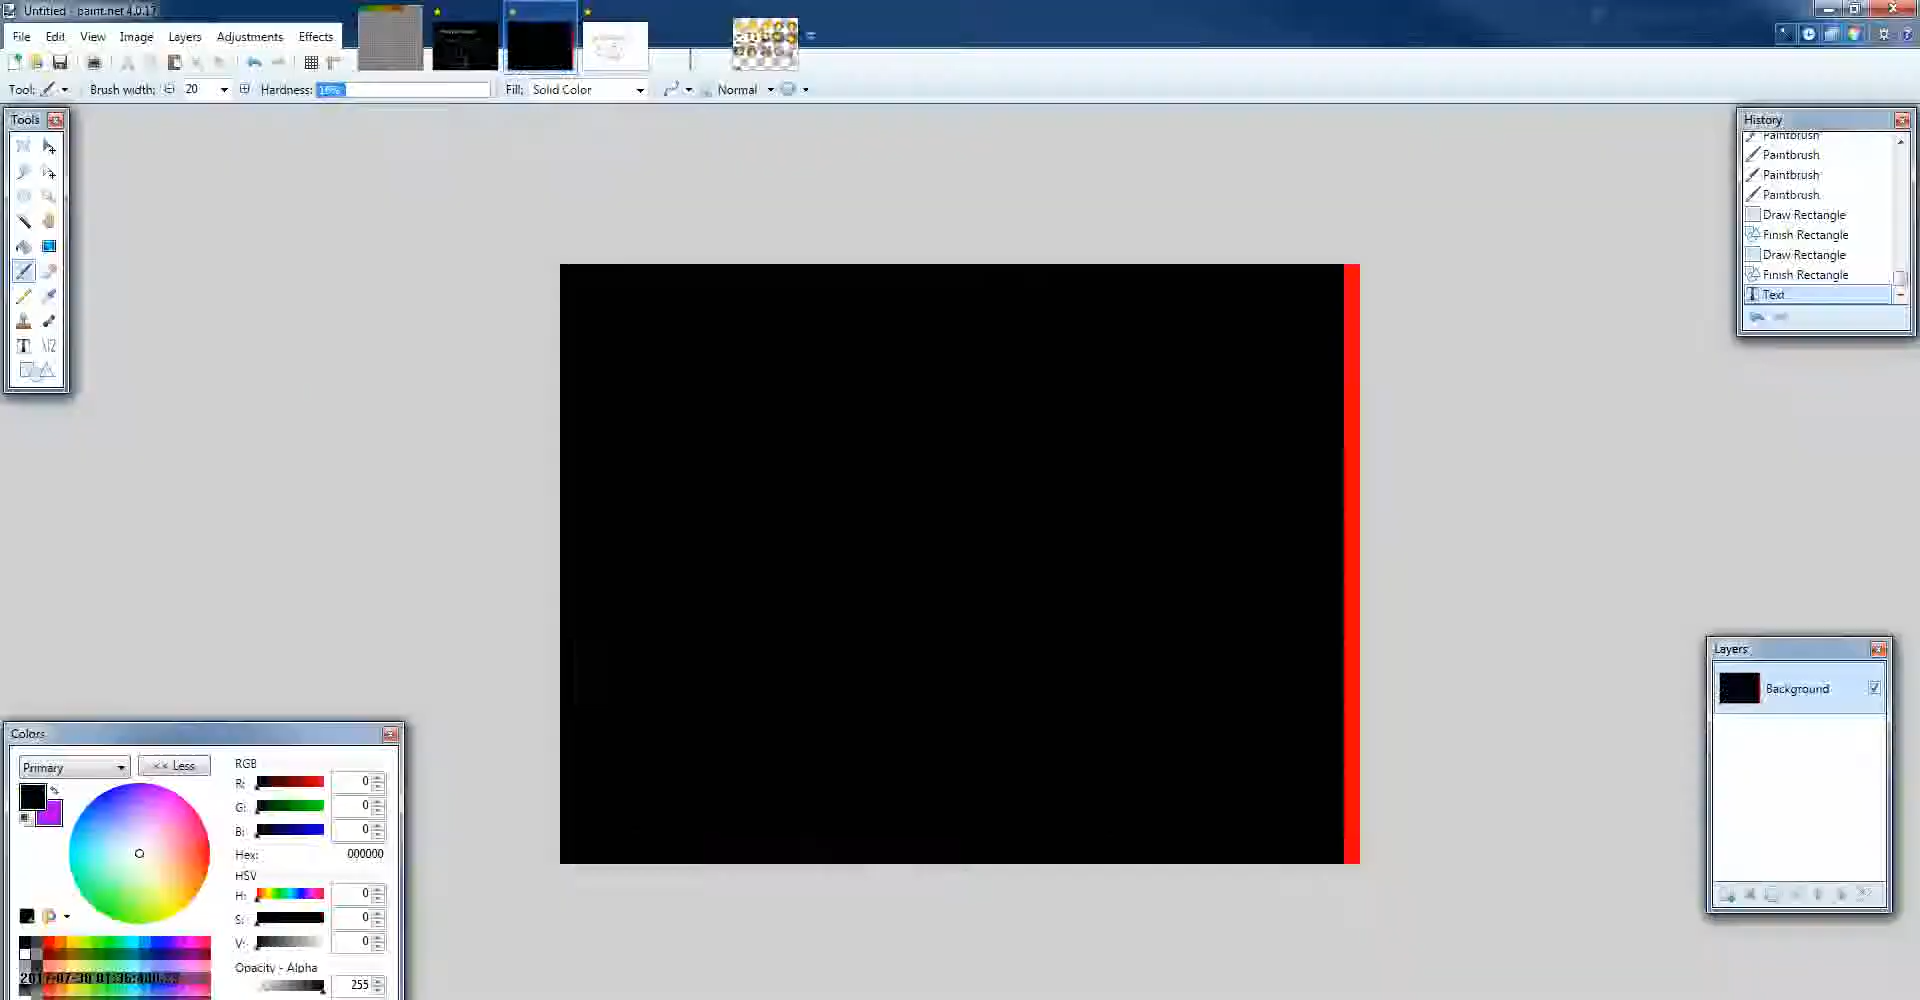 Untitled - paint.net 4.0.17
File Edit View Image Layers Adjustments Effects
Tool: Brush width: 20 Hardness: 16% Fill: Solid Color Normal
Tools
History
Paintbrush
Paintbrush
Paintbrush
Paintbrush
Draw Rectangle
Finish Rectangle
Draw Rectangle
Finish Rectangle
Text
Layers
Background
Colors
Primary
<< Less
RGB
R: 0
G: 0
B: 0
Hex: 000000
HSV
H: 0
S: 0
V: 0
Opacity - Alpha
255